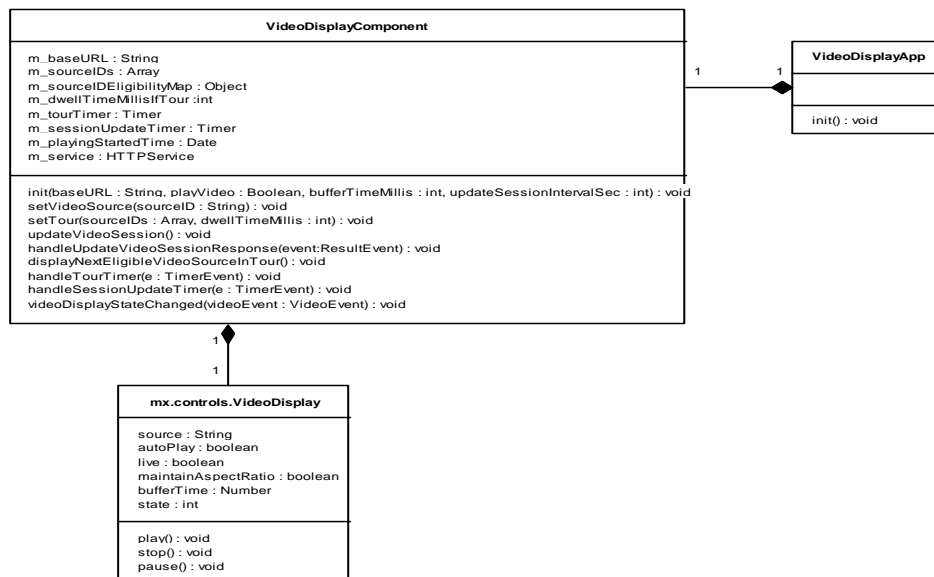 VideoDisplayComponent
m_baseURL : String
m_sourceIDs : Array
m_sourceIDEligibilityMap : Object
m_dwellTimeMillisIfTour :int
m_tourTimer : Timer
m_sessionUpdateTimer : Timer
m_playingStartedTime : Date
m_service : HTTPService
init(baseURL : String, playVideo : Boolean, bufferTimeMillis : int, updateSessionIntervalSec : int) : void
setVideoSource(sourceID : String) : void
setTour(sourceIDs : Array, dwellTimeMillis : int) : void
updateVideoSession() : void
handleUpdateVideoSessionResponse(event:ResultEvent) : void
displayNextEligibleVideoSourceInTour() : void
handleTourTimer(e : TimerEvent) : void
handleSessionUpdateTimer(e : TimerEvent) : void
videoDisplayStateChanged(videoEvent : VideoEvent) : void
1
1
VideoDisplayApp
init() : void
1
1
mx.controls.VideoDisplay
source : String
autoPlay : boolean
live : boolean
maintainAspectRatio : boolean
bufferTime : Number
state : int
play() : void
stop() : void
pause() : void